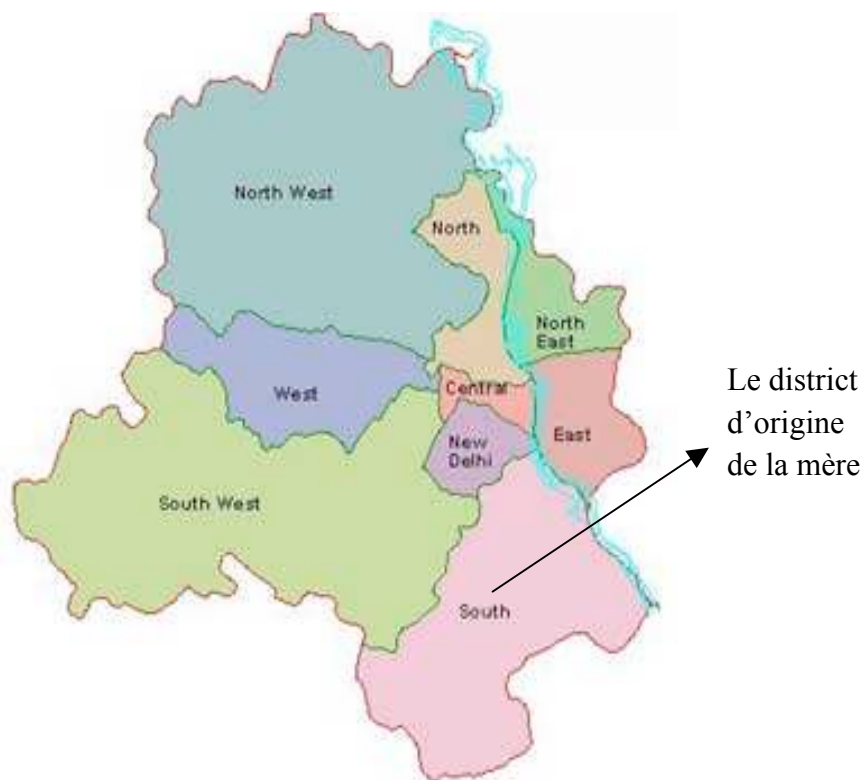 North West
North
North
East
West
Central
New
Delhi
East
South West
South
Le district
d’origine
de la mère